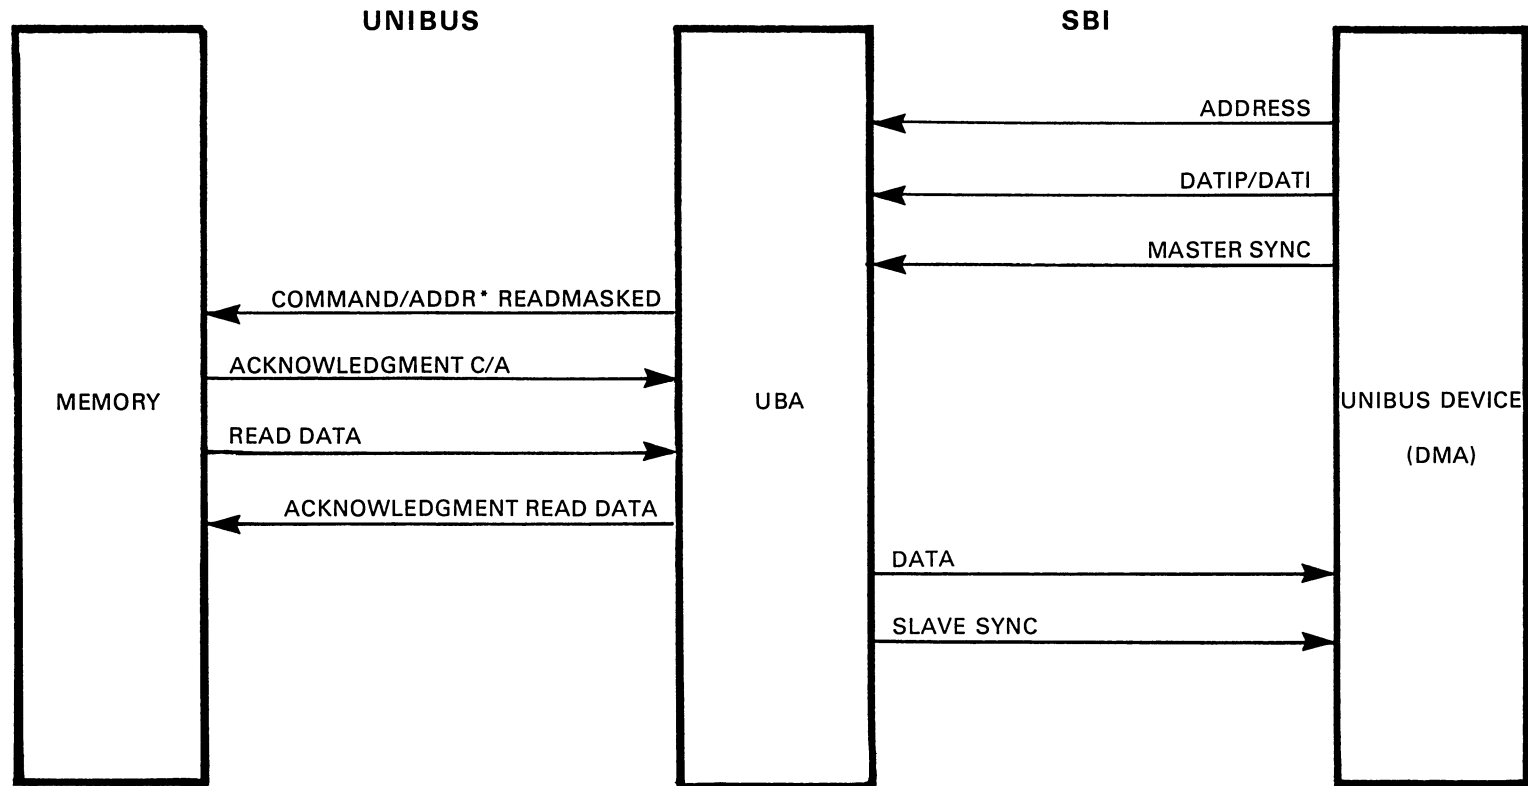 UNIBUS
SBI
ADDRESS
DATIP/DATI
MASTER SYNC
COMMAND/ADDR* READMASKED
ACKNOWLEDGMENT C/A
MEMORY
UBA
UNIBUS DEVICE
(DMA)
READ DATA
ACKNOWLEDGMENT READ DATA
DATA
SLAVE SYNC